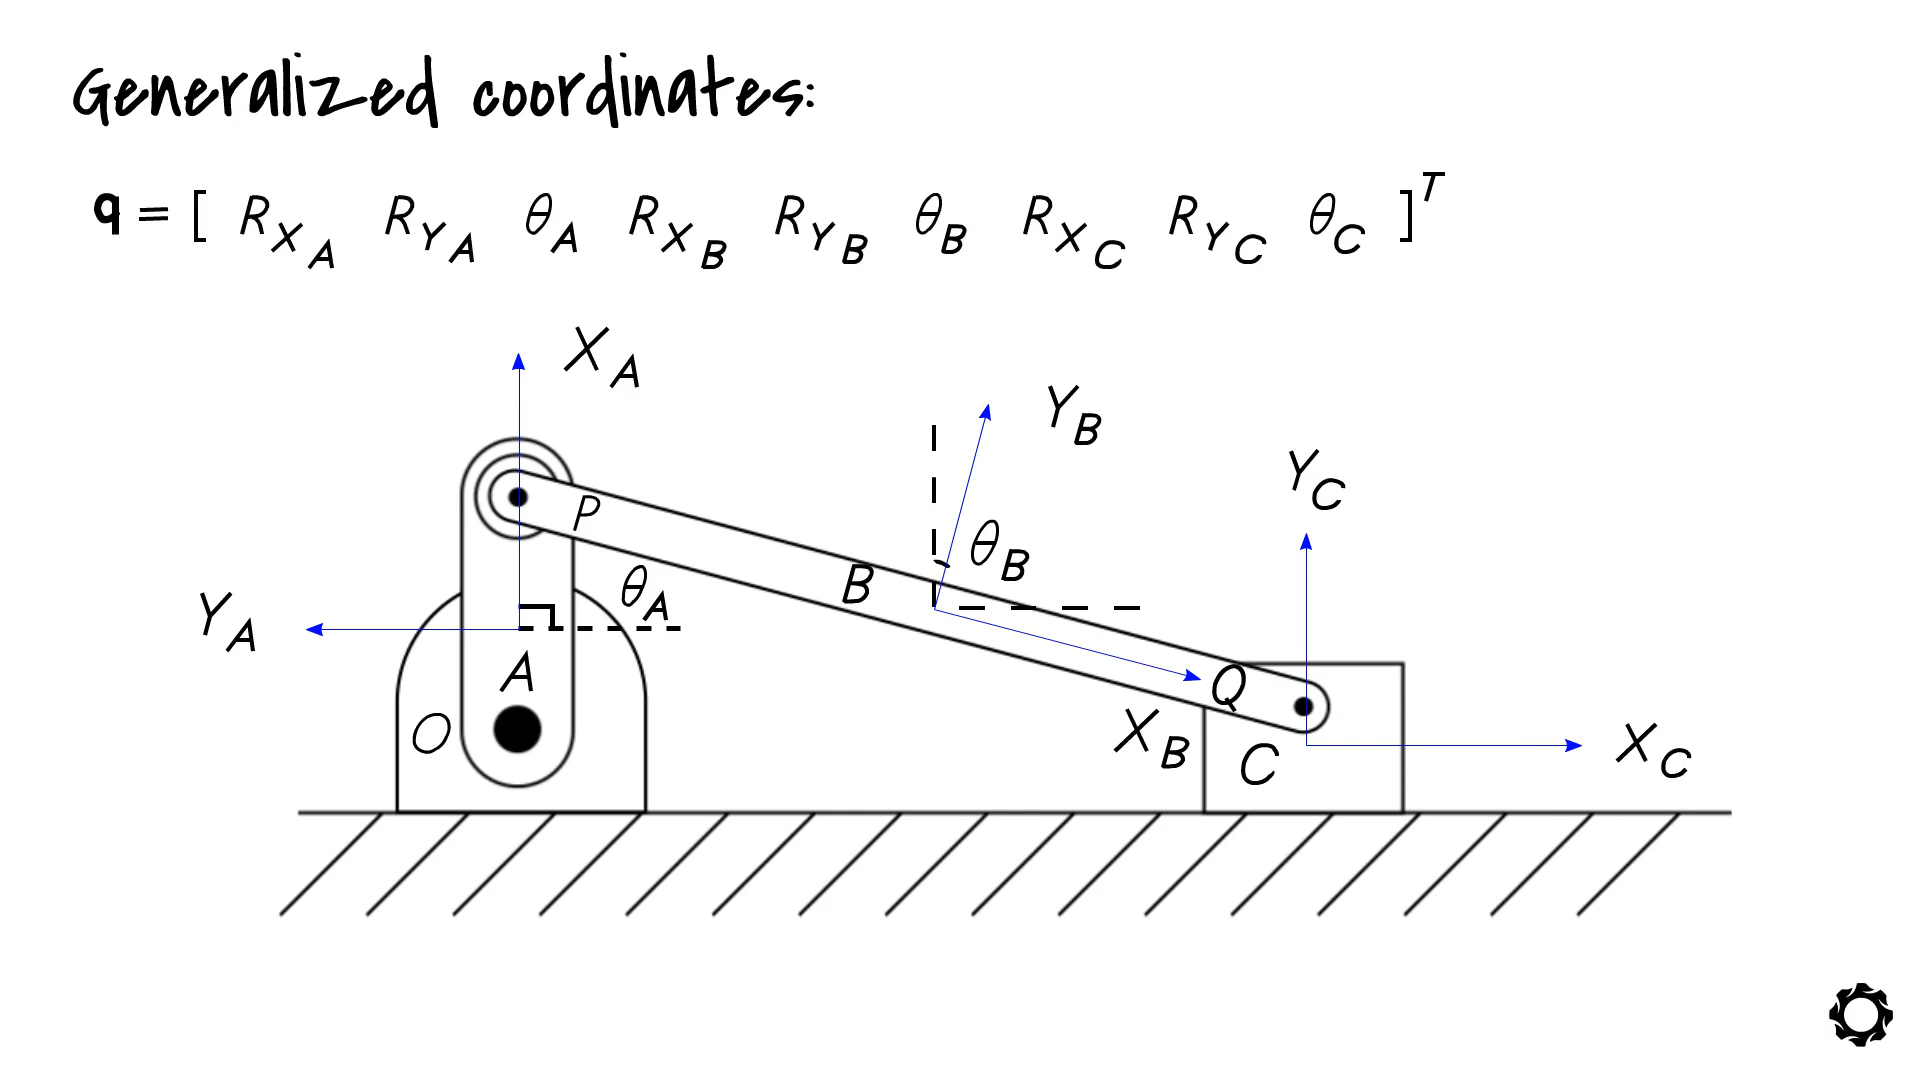 Generalized coordinates:
q = [ R_{X_A} R_{Y_A} θ_A R_{X_B} R_{Y_B} θ_B R_{X_C} R_{Y_C} θ_C ]^T
X_A
Y_B
Y_C
P
θ_B
B
θ_A
Y_A
A
Q
O
X_B
C
X_C